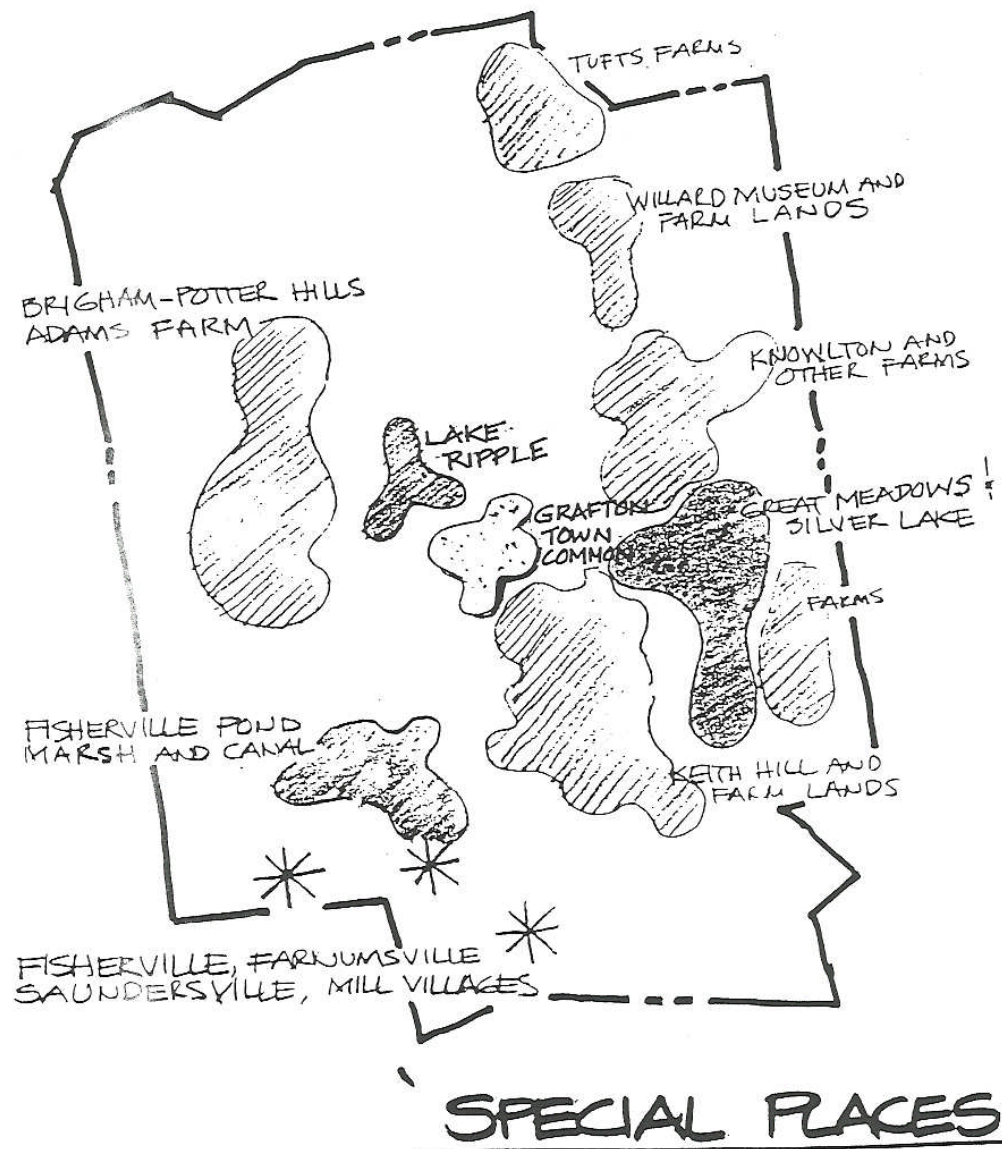 TUFTS FARMS
WILLARD MUSEUM AND
FARM LANDS
BRIGHAM-POTTER HILLS
ADAMS FARM
KNOWLTON AND
OTHER FARMS
LAKE
RIPPLE
GREAT MEADOWS &
SILVER LAKE
GRAFTON
TOWN
COMMON
FARMS
FISHERVILLE POND
MARSH AND CANAL
KEITH HILL AND
FARM LANDS
FISHERVILLE, FARNUMSVILLE
SAUNDERSVILLE, MILL VILLAGES
SPECIAL PLACES